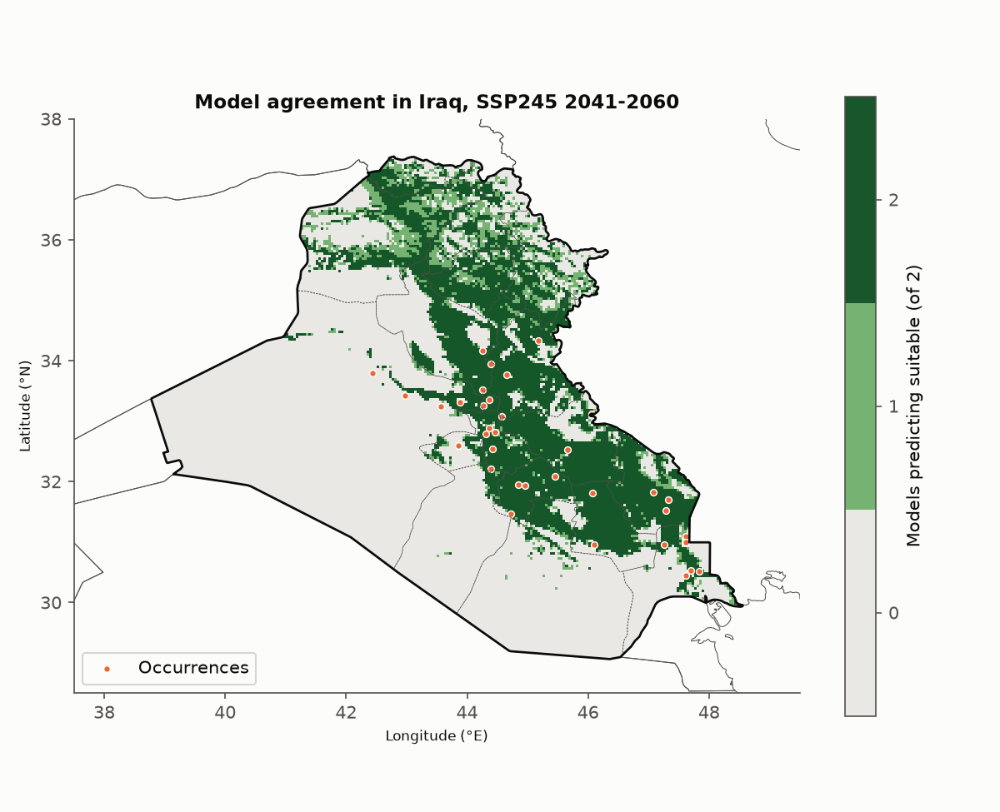 Model agreement in Iraq, SSP245 2041-2060
38
36
34
32
30
Latitude (°N)
Occurrences
38
40
42
44
46
48
Longitude (°E)
2
1
0
Models predicting suitable (of 2)